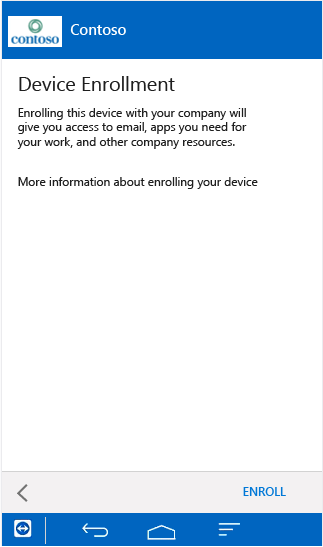 contoso
Contoso
Device Enrollment
Enrolling this device with your company will
give you access to email, apps you need for
your work, and other company resources.
More information about enrolling your device
ENROLL